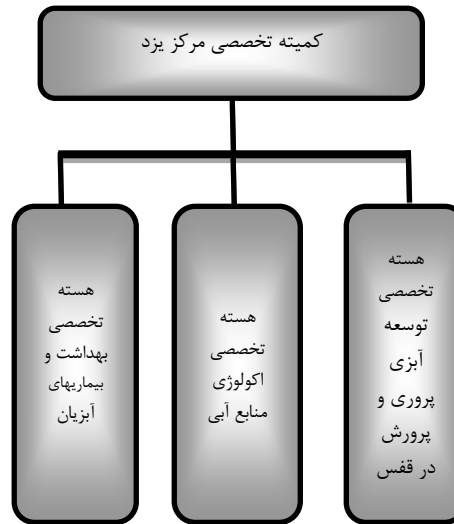 کمیته تخصصی مرکز یزد
هسته
تخصصی
توسعه
آبزی
پروری و
پرورش
در قفس
هسته
تخصصی
اکولوژی
منابع آبی
هسته
تخصصی
بهداشت و
بیماریهای
آبزیان